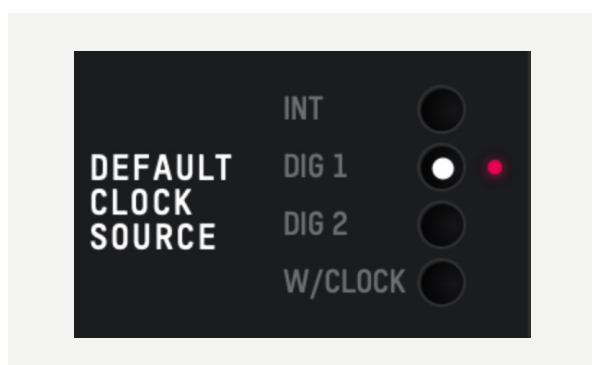 DEFAULT
CLOCK
SOURCE
INT
DIG 1
DIG 2
W/CLOCK